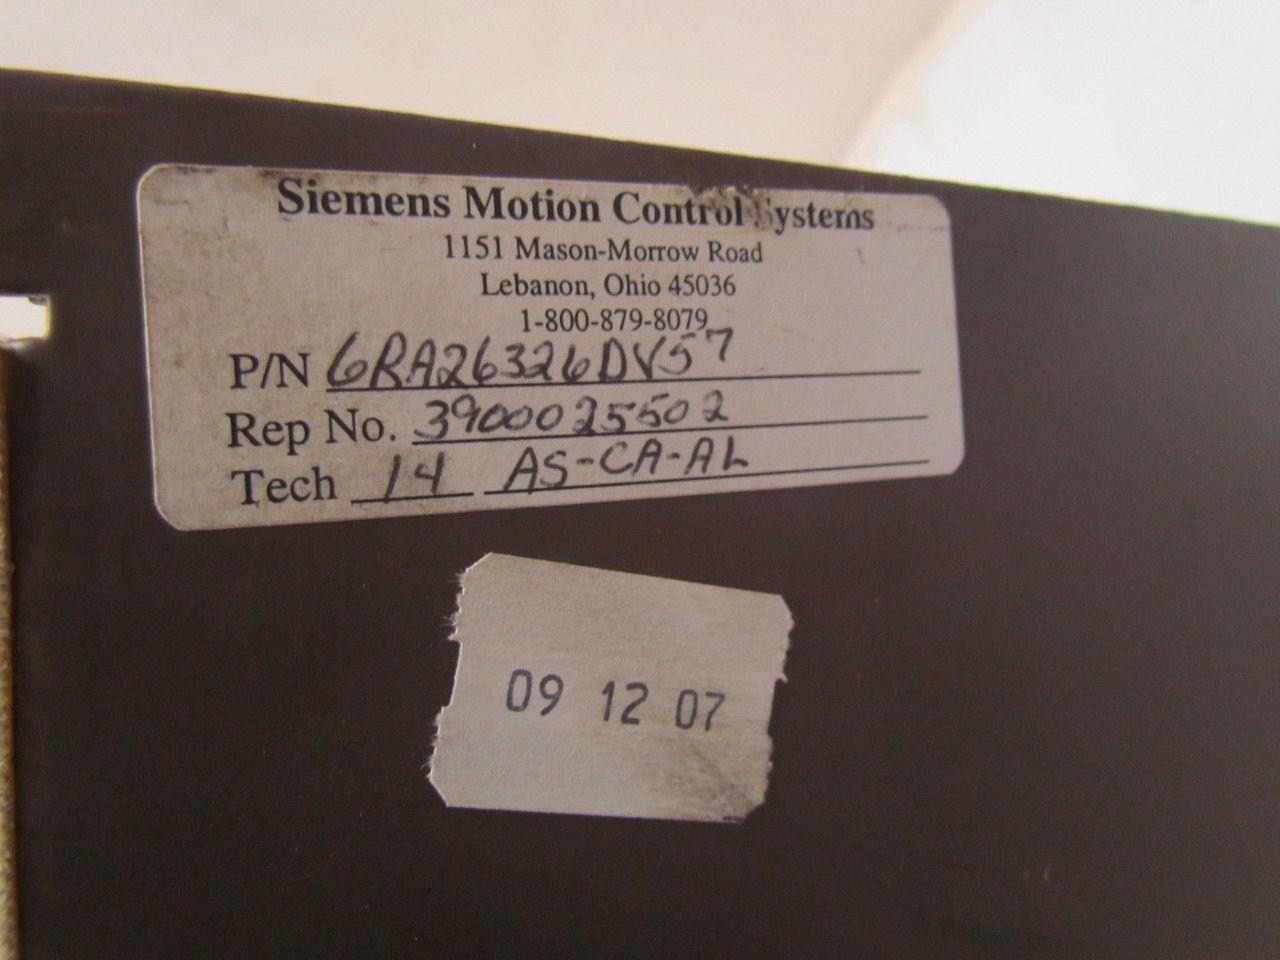 Siemens Motion Control Systems
1151 Mason-Morrow Road
Lebanon, Ohio 45036
1-800-879-8079
P/N 6RA26326DV57
Rep No. 3900025502
Tech 14 AS-CA-AL
09 12 07